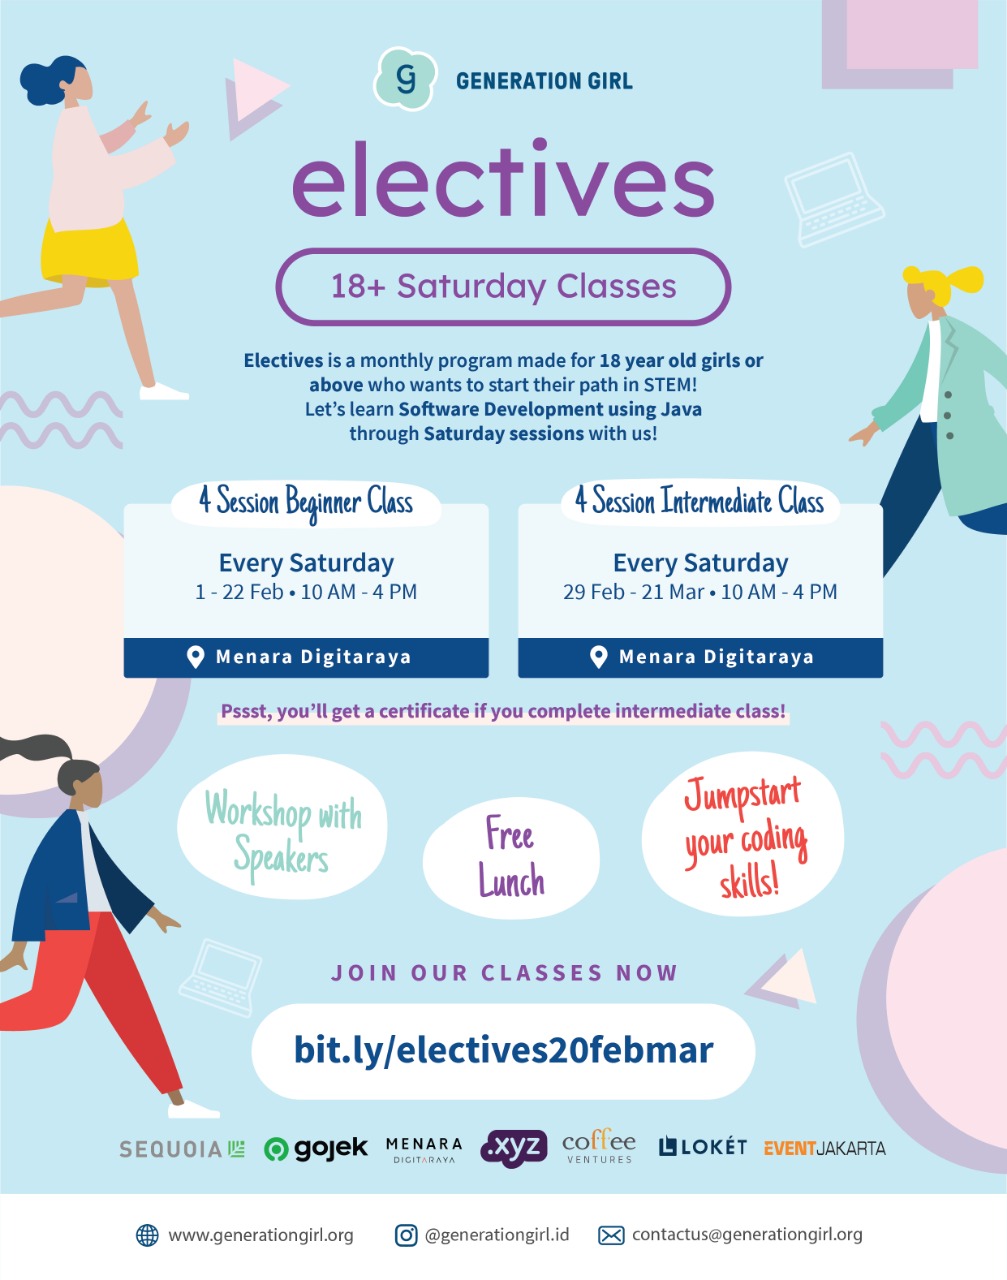 g
GENERATION GIRL
electives
18+ Saturday Classes
Electives is a monthly program made for 18 year old girls or
above who wants to start their path in STEM!
Let's learn Software Development using Java
through Saturday sessions with us!
4 Session Beginner Class
Every Saturday
1 - 22 Feb • 10 AM - 4 PM
Menara Digitaraya
4 Session Intermediate Class
Every Saturday
29 Feb - 21 Mar • 10 AM - 4 PM
Menara Digitaraya
Pssst, you'll get a certificate if you complete intermediate class!
Workshop with
Speakers
Free
Lunch
Jumpstart
your coding
skills!
JOIN OUR CLASSES NOW
bit.ly/electives20febmar
SEQUOIA
gojek
MENARA
DIGITARAYA
.xyz
coffee
VENTURES
LOKÉT
EVENTJAKARTA
www.generationgirl.org
@generationgirl.id
contactus@generationgirl.org